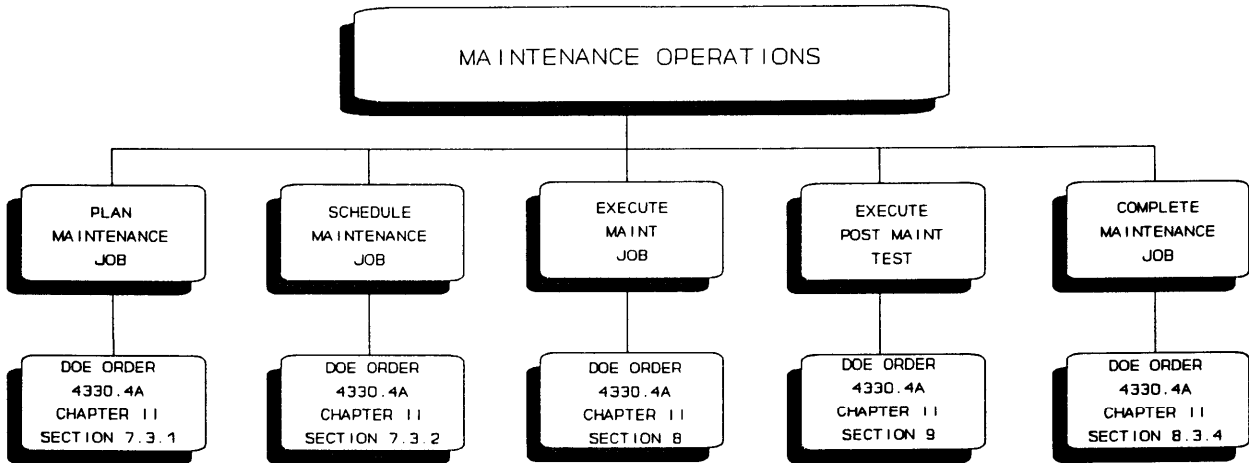 MAINTENANCE OPERATIONS
PLAN
MAINTENANCE
JOB
SCHEDULE
MAINTENANCE
JOB
EXECUTE
MAINT
JOB
EXECUTE
POST MAINT
TEST
COMPLETE
MAINTENANCE
JOB
DOE ORDER
4330.4A
CHAPTER II
SECTION 7.3.1
DOE ORDER
4330.4A
CHAPTER II
SECTION 7.3.2
DOE ORDER
4330.4A
CHAPTER II
SECTION 8
DOE ORDER
4330.4A
CHAPTER II
SECTION 9
DOE ORDER
4330.4A
CHAPTER II
SECTION 8.3.4